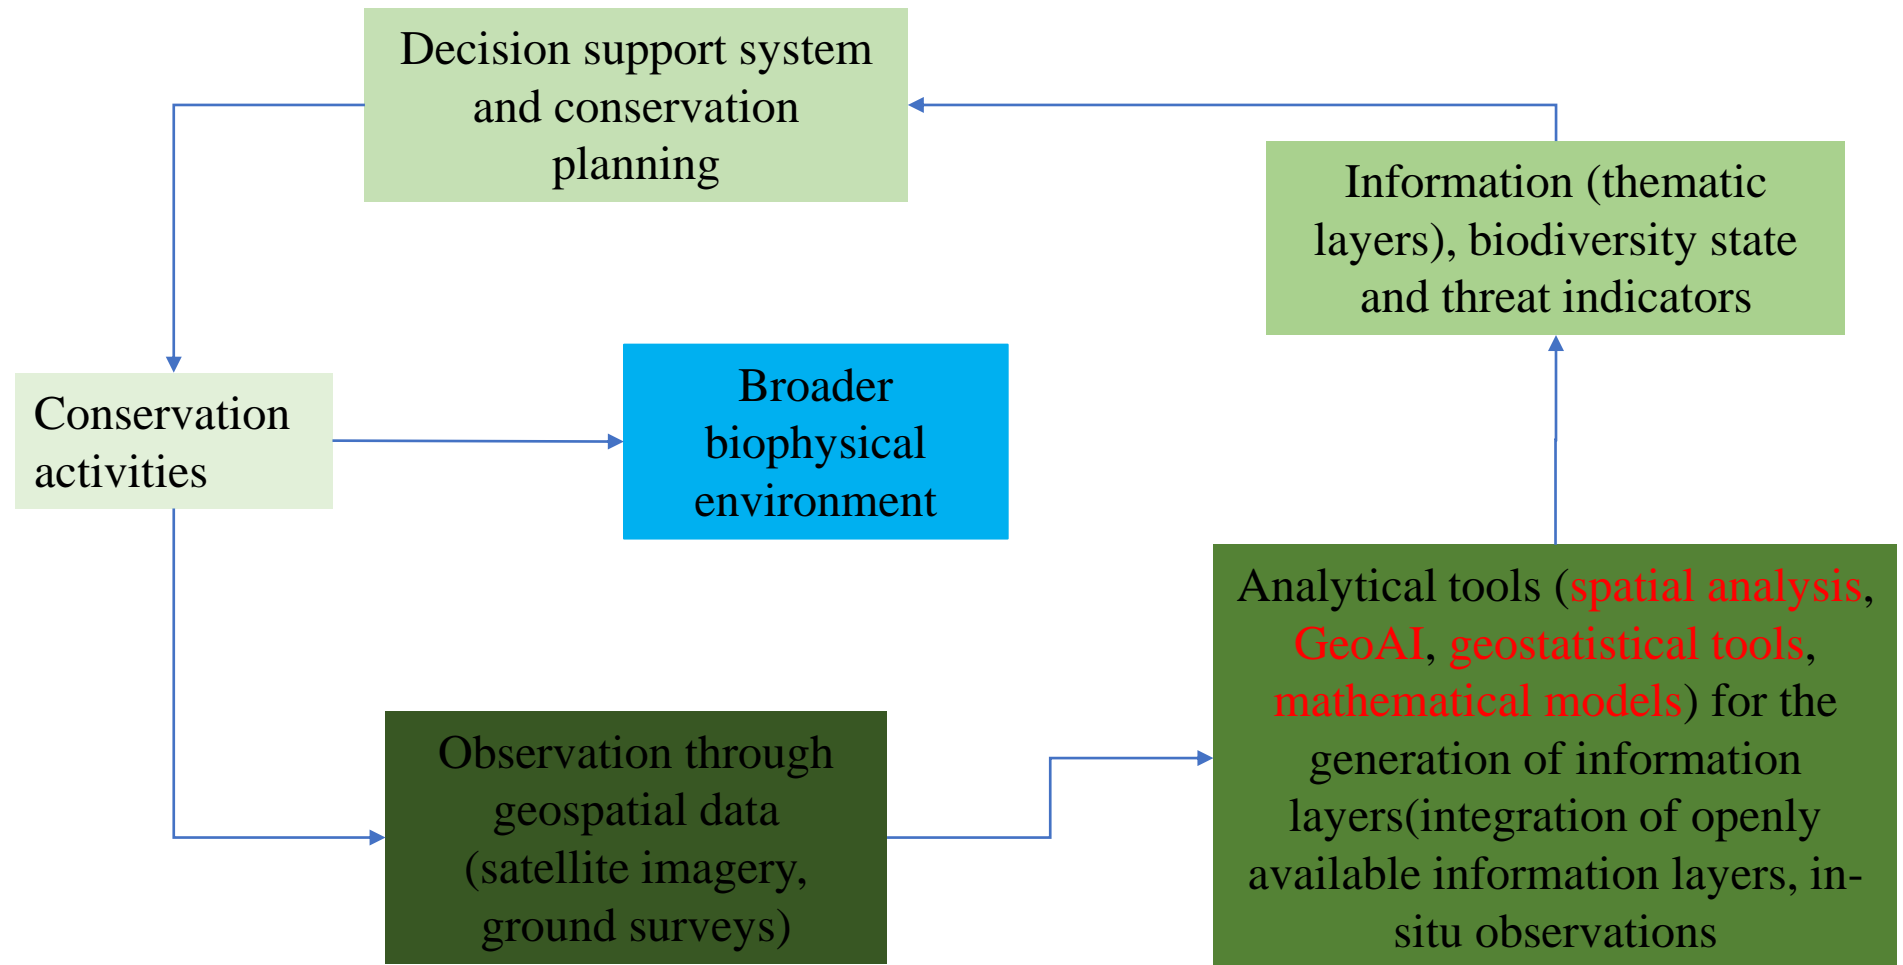 Decision support system
and conservation
planning
Information (thematic
layers), biodiversity state
and threat indicators
Conservation
activities
Broader
biophysical
environment
Observation through
geospatial data
(satellite imagery,
ground surveys)
Analytical tools (spatial analysis,
GeoAI, geostatistical tools,
mathematical models) for the
generation of information
layers(integration of openly
available information layers, in-
situ observations